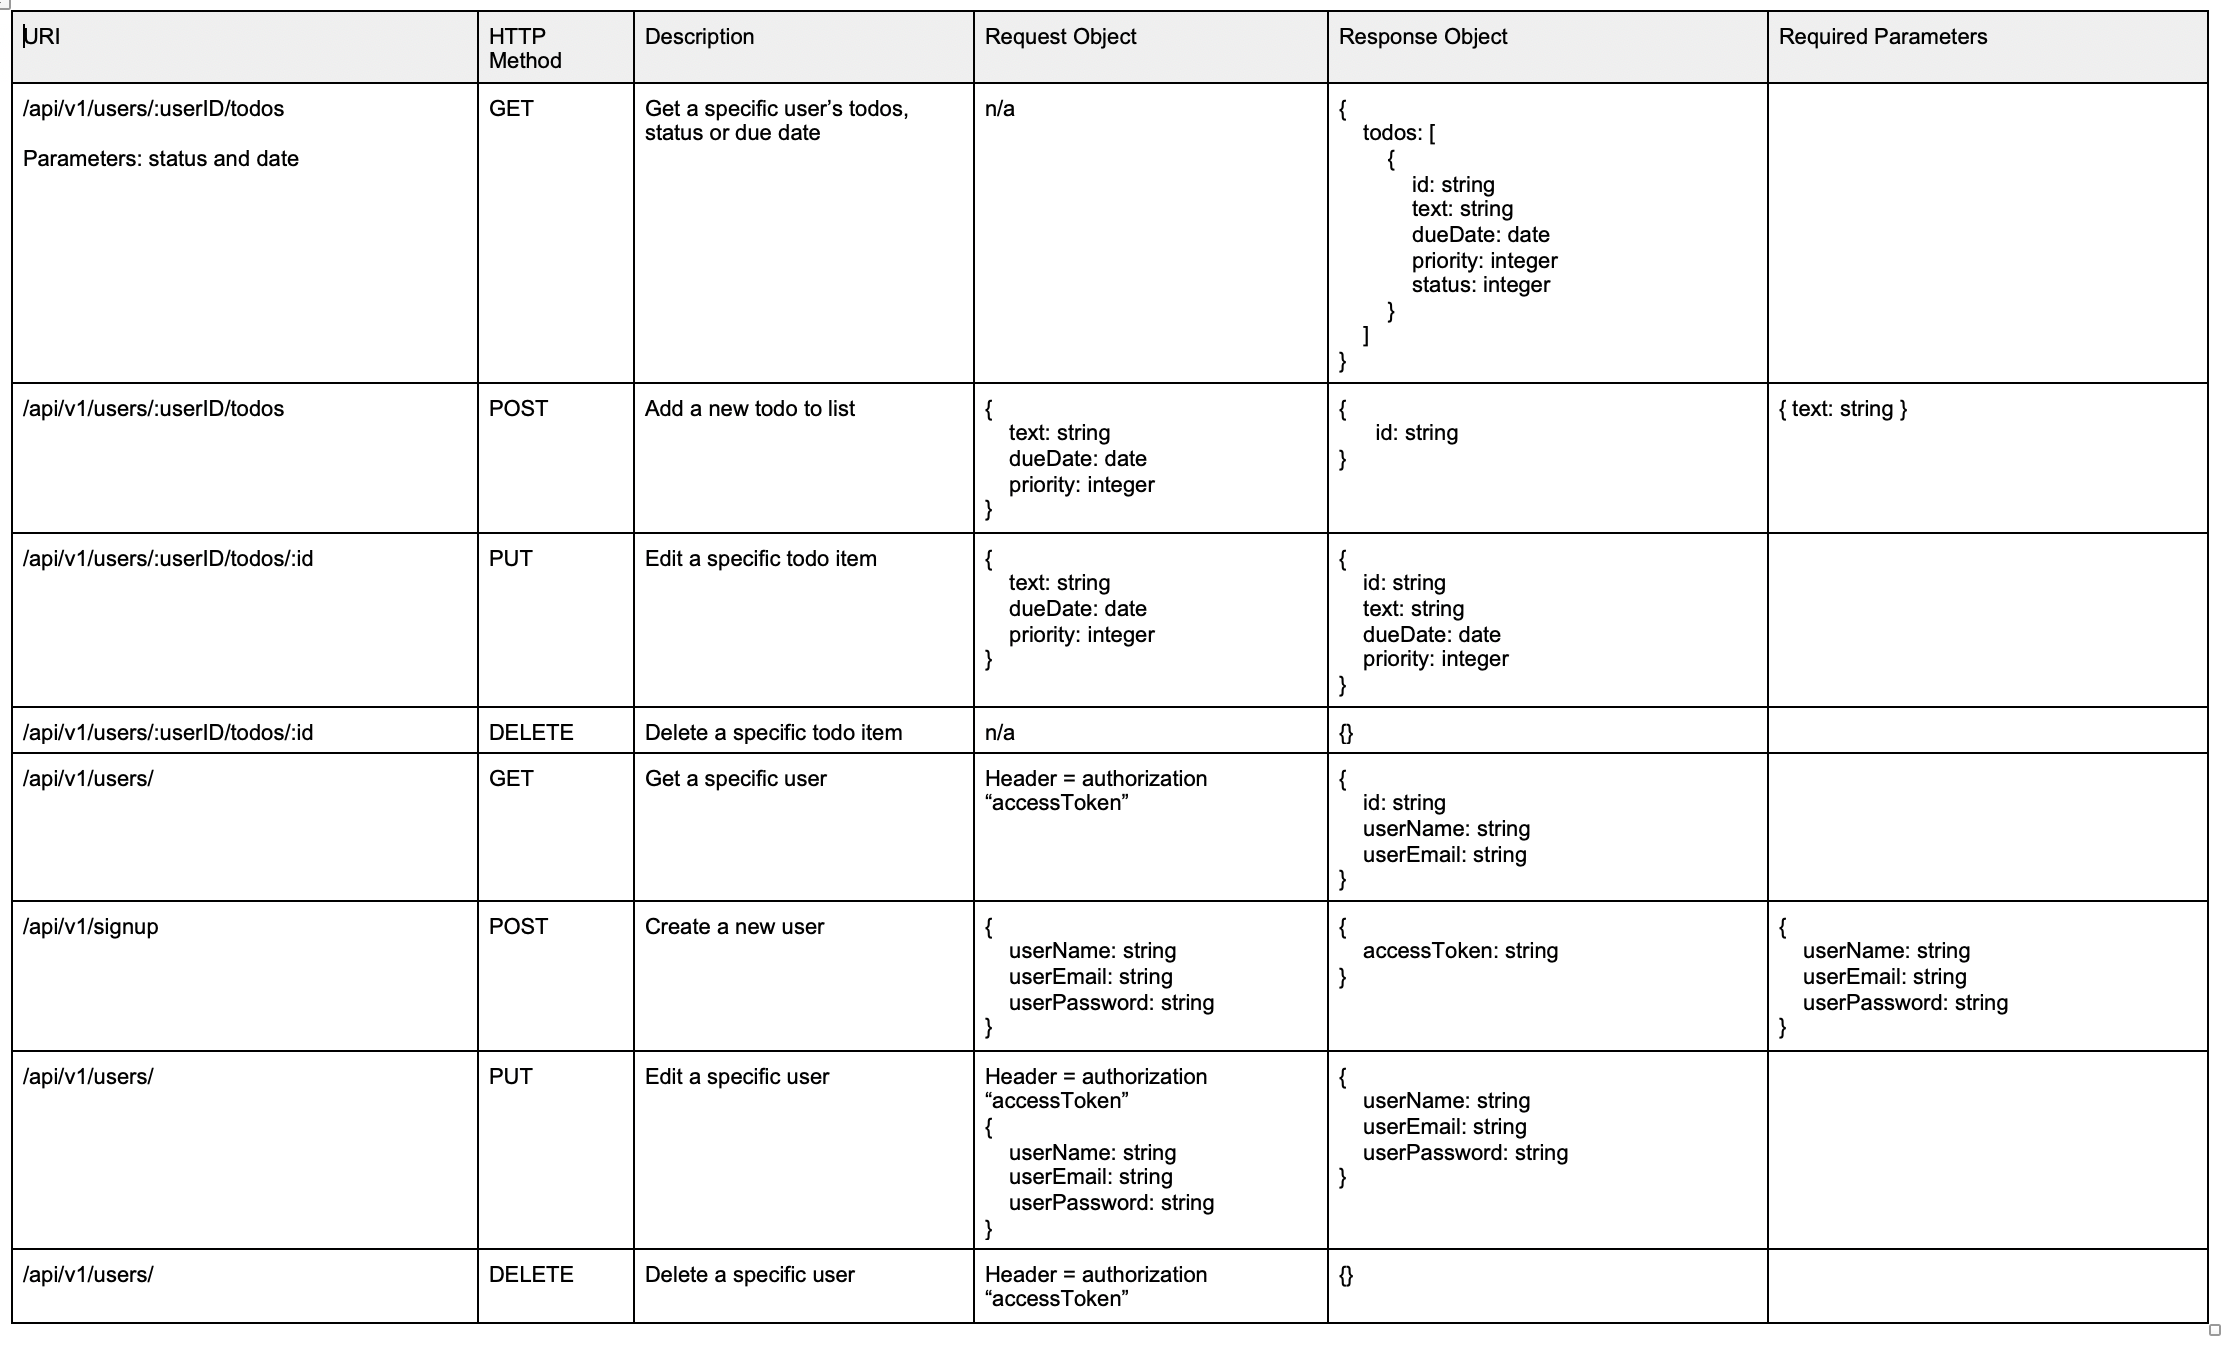 URI
HTTP
Method
Description
Request Object
Response Object
Required Parameters
/api/v1/users/:userID/todos
Parameters: status and date
GET
Get a specific user’s todos,
status or due date
n/a
{
todos: [
{
id: string
text: string
dueDate: date
priority: integer
status: integer
}
]
}
/api/v1/users/:userID/todos
POST
Add a new todo to list
{
text: string
dueDate: date
priority: integer
}
{
id: string
}
{ text: string }
/api/v1/users/:userID/todos/:id
PUT
Edit a specific todo item
{
text: string
dueDate: date
priority: integer
}
{
id: string
text: string
dueDate: date
priority: integer
}
/api/v1/users/:userID/todos/:id
DELETE
Delete a specific todo item
n/a
{}
/api/v1/users/
GET
Get a specific user
Header = authorization
“accessToken”
{
id: string
userName: string
userEmail: string
}
/api/v1/signup
POST
Create a new user
{
userName: string
userEmail: string
userPassword: string
}
{
accessToken: string
}
{
userName: string
userEmail: string
userPassword: string
}
/api/v1/users/
PUT
Edit a specific user
Header = authorization
“accessToken”
{
userName: string
userEmail: string
userPassword: string
}
{
userName: string
userEmail: string
userPassword: string
}
/api/v1/users/
DELETE
Delete a specific user
Header = authorization
“accessToken”
{}